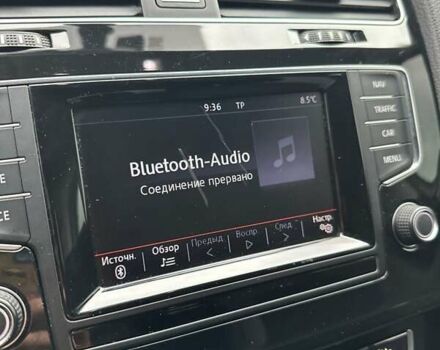 9:36 TP 8.5°C
Bluetooth-Audio
Соединение прервано
Источн. Обзор Предыд. Воспр. След. Настр.
NAV
TRAFFIC
CAR
MENU
CE